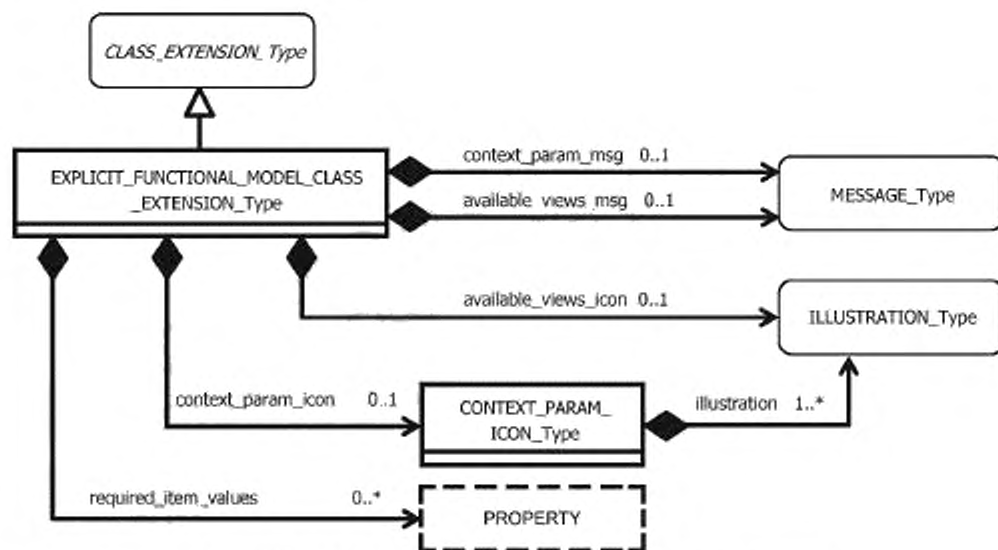 CLASS_EXTENSION_Type
EXPLICIT_FUNCTIONAL_MODEL_CLASS
_EXTENSION_Type
context_param_msg 0..1
available_views_msg 0..1
MESSAGE_Type
available_views_icon 0..1
ILLUSTRATION_Type
context_param_icon 0..1
CONTEXT_PARAM_
ICON_Type
illustration 1..*
required_item_values 0..*
PROPERTY